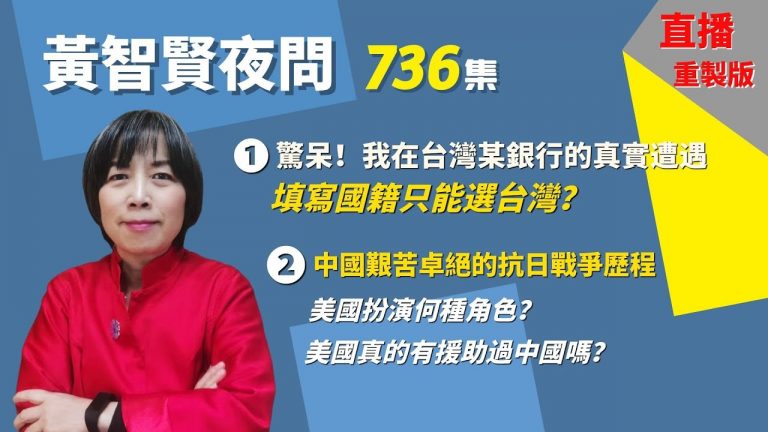 黃智賢夜問 736集
直播
重製版
1 驚呆！我在台灣某銀行的真實遭遇
填寫國籍只能選台灣？
2 中國艱苦卓絕的抗日戰爭歷程
美國扮演何種角色？
美國真的有援助過中國嗎？